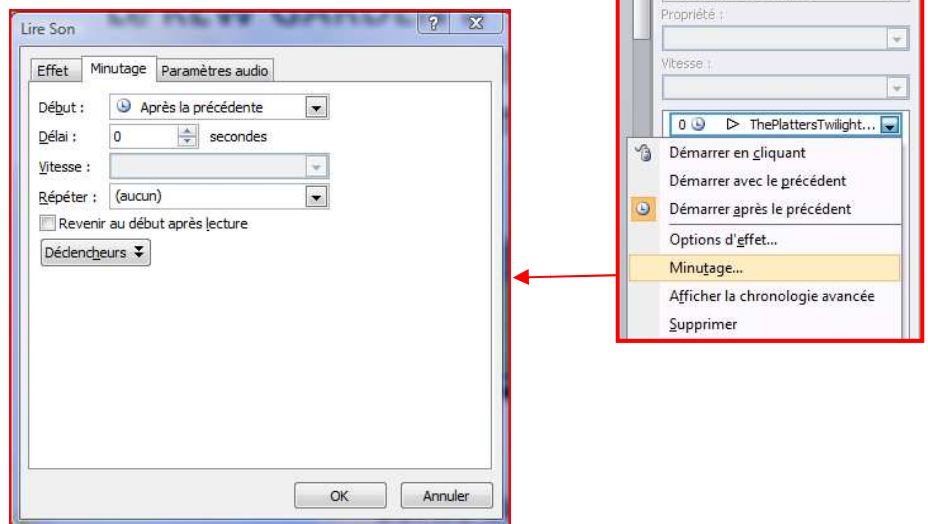 Lire Son
Effet
Minutage
Paramètres audio
Début :
Après la précédente
Délai :
0
secondes
Vitesse :
Répéter :
(aucun)
Revenir au début après lecture
Déclencheurs
OK
Annuler
Propriété :
Vitesse :
0 ThePlattersTwilight...
Démarrer en cliquant
Démarrer avec le précédent
Démarrer après le précédent
Options d'effet...
Minutage...
Afficher la chronologie avancée
Supprimer